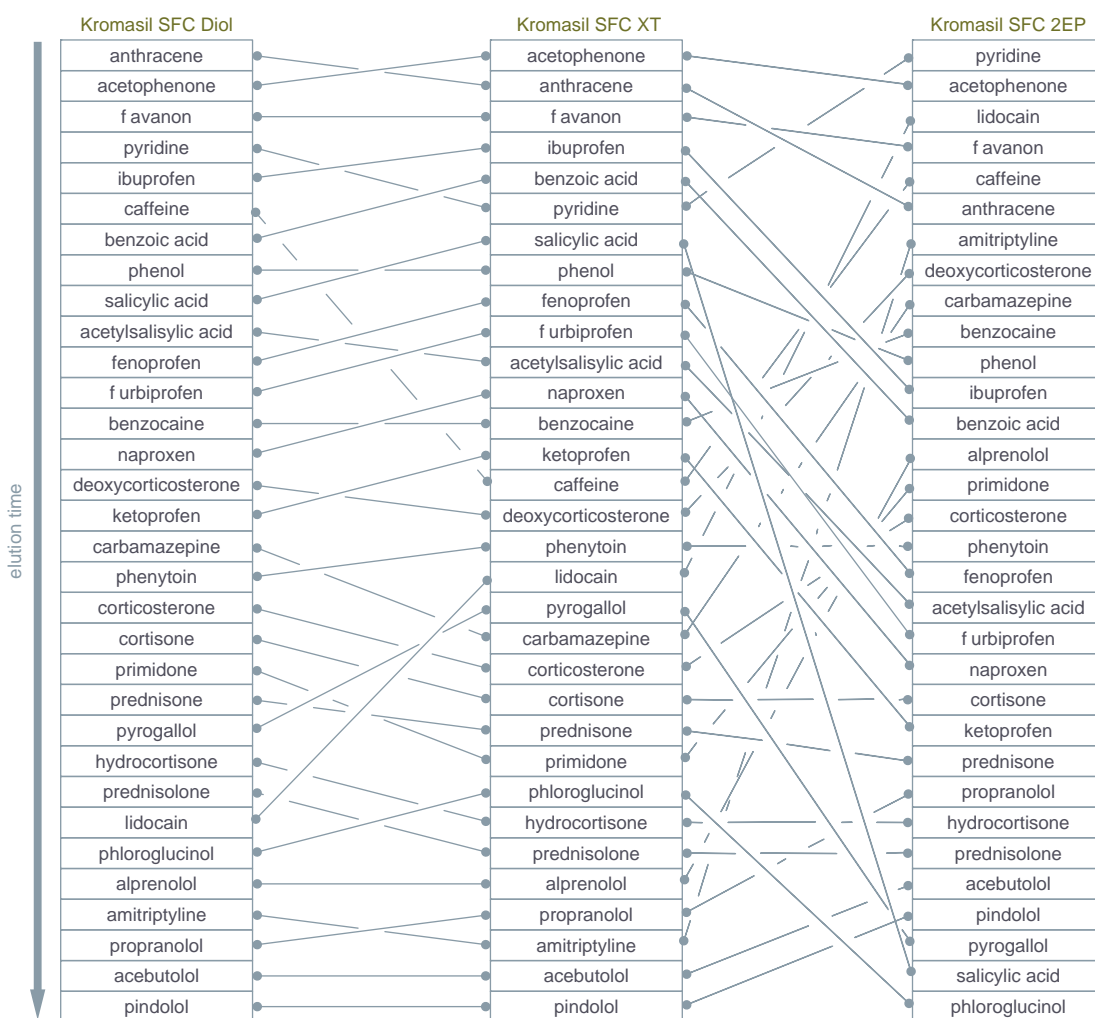 Kromasil SFC Diol
anthracene
acetophenone
f avanon
pyridine
ibuprofen
caffeine
benzoic acid
phenol
salicylic acid
acetylsalisylic acid
fenoprofen
f urbiprofen
benzocaine
naproxen
deoxycorticosterone
ketoprofen
carbamazepine
phenytoin
corticosterone
cortisone
primidone
prednisone
pyrogallol
hydrocortisone
prednisolone
lidocain
phloroglucinol
alprenolol
amitriptyline
propranolol
acebutolol
pindolol
Kromasil SFC XT
acetophenone
anthracene
f avanon
ibuprofen
benzoic acid
pyridine
salicylic acid
phenol
fenoprofen
f urbiprofen
acetylsalisylic acid
naproxen
benzocaine
ketoprofen
caffeine
deoxycorticosterone
phenytoin
lidocain
pyrogallol
carbamazepine
corticosterone
cortisone
prednisone
primidone
phloroglucinol
hydrocortisone
prednisolone
alprenolol
propranolol
amitriptyline
acebutolol
pindolol
Kromasil SFC 2EP
pyridine
acetophenone
lidocain
f avanon
caffeine
anthracene
amitriptyline
deoxycorticosterone
carbamazepine
benzocaine
phenol
ibuprofen
benzoic acid
alprenolol
primidone
corticosterone
phenytoin
fenoprofen
acetylsalisylic acid
f urbiprofen
naproxen
cortisone
ketoprofen
prednisone
propranolol
hydrocortisone
prednisolone
acebutolol
pindolol
pyrogallol
salicylic acid
phloroglucinol
elution time